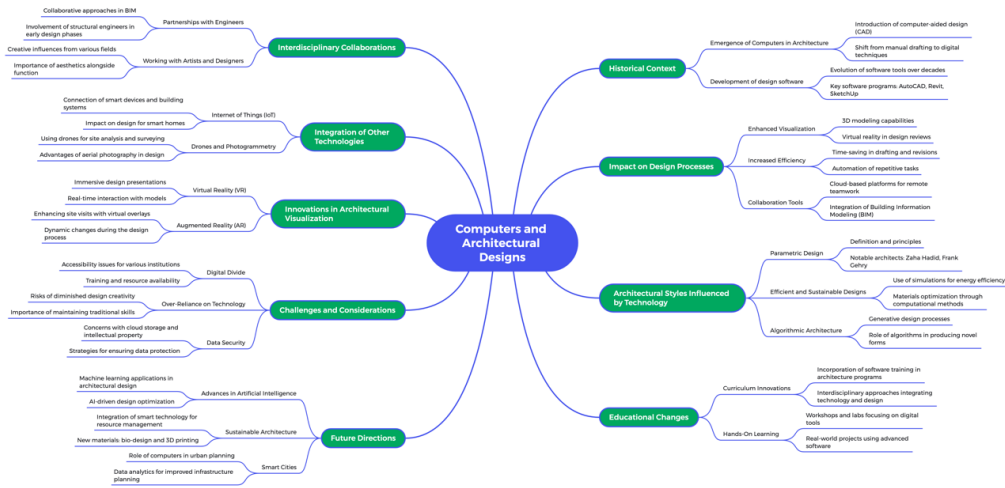 Computers and
Architectural
Designs
Interdisciplinary Collaborations
Partnerships with Engineers
Collaborative approaches in BIM
Involvement of structural engineers in
early design phases
Working with Artists and Designers
Creative influences from various fields
Importance of aesthetics alongside
function
Integration of Other
Technologies
Internet of Things (IoT)
Connection of smart devices and building
systems
Impact on design for smart homes
Drones and Photogrammetry
Using drones for site analysis and surveying
Advantages of aerial photography in design
Innovations in Architectural
Visualization
Virtual Reality (VR)
Immersive design presentations
Real-time interaction with models
Augmented Reality (AR)
Enhancing site visits with virtual overlays
Dynamic changes during the design
process
Challenges and Considerations
Digital Divide
Accessibility issues for various institutions
Training and resource availability
Over-Reliance on Technology
Risks of diminished design creativity
Importance of maintaining traditional skills
Data Security
Concerns with cloud storage and
intellectual property
Strategies for ensuring data protection
Future Directions
Advances in Artificial Intelligence
Machine learning applications in
architectural design
AI-driven design optimization
Sustainable Architecture
Integration of smart technology for
resource management
New materials: bio-design and 3D printing
Smart Cities
Role of computers in urban planning
Data analytics for improved infrastructure
planning
Historical Context
Emergence of Computers in Architecture
Introduction of computer-aided design
(CAD)
Shift from manual drafting to digital
techniques
Development of design software
Evolution of software tools over decades
Key software programs: AutoCAD, Revit,
SketchUp
Impact on Design Processes
Enhanced Visualization
3D modeling capabilities
Virtual reality in design reviews
Increased Efficiency
Time-saving in drafting and revisions
Automation of repetitive tasks
Collaboration Tools
Cloud-based platforms for remote
teamwork
Integration of Building Information
Modeling (BIM)
Architectural Styles Influenced
by Technology
Parametric Design
Definition and principles
Notable architects: Zaha Hadid, Frank
Gehry
Efficient and Sustainable Designs
Use of simulations for energy efficiency
Materials optimization through
computational methods
Algorithmic Architecture
Generative design processes
Role of algorithms in producing novel
forms
Educational Changes
Curriculum Innovations
Incorporation of software training in
architecture programs
Interdisciplinary approaches integrating
technology and design
Hands-On Learning
Workshops and labs focusing on digital
tools
Real-world projects using advanced
software